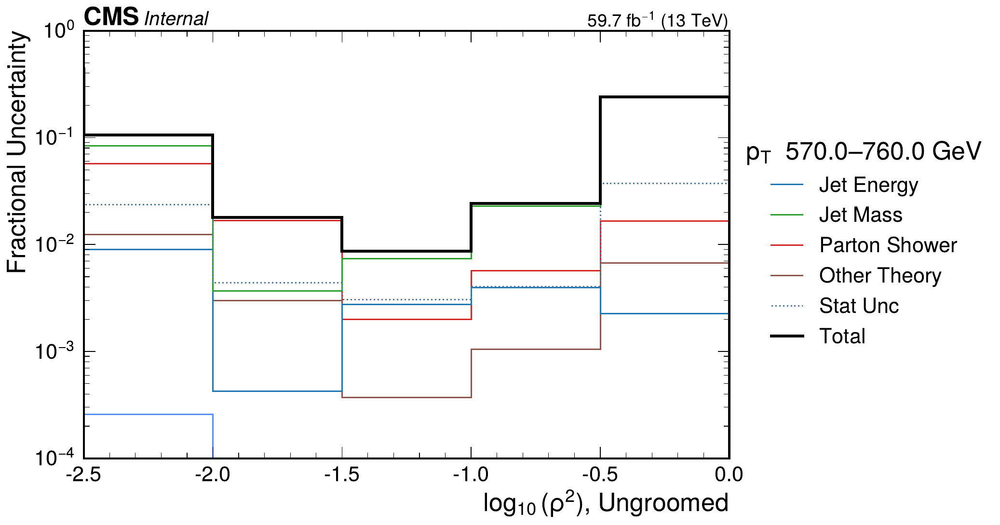 CMS Internal
59.7 fb⁻¹ (13 TeV)
Fractional Uncertainty
10⁰
10⁻¹
10⁻²
10⁻³
10⁻⁴
-2.5 -2.0 -1.5 -1.0 -0.5 0.0
log₁₀(ρ²), Ungroomed
p_T 570.0–760.0 GeV
Jet Energy
Jet Mass
Parton Shower
Other Theory
Stat Unc
Total